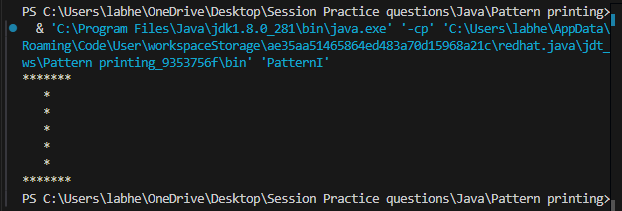 PS C:\Users\labhe\OneDrive\Desktop\Session Practice questions\Java\Pattern printing>
& 'C:\Program Files\Java\jdk1.8.0_281\bin\java.exe' '-cp' 'C:\Users\labhe\AppData\
Roaming\Code\User\workspaceStorage\ae35aa51465864ed483a70d15968a21c\redhat.java\jdt_
ws\Pattern printing_9353756f\bin' 'PatternI'
*******
   *
   *
   *
   *
   *
*******
PS C:\Users\labhe\OneDrive\Desktop\Session Practice questions\Java\Pattern printing>